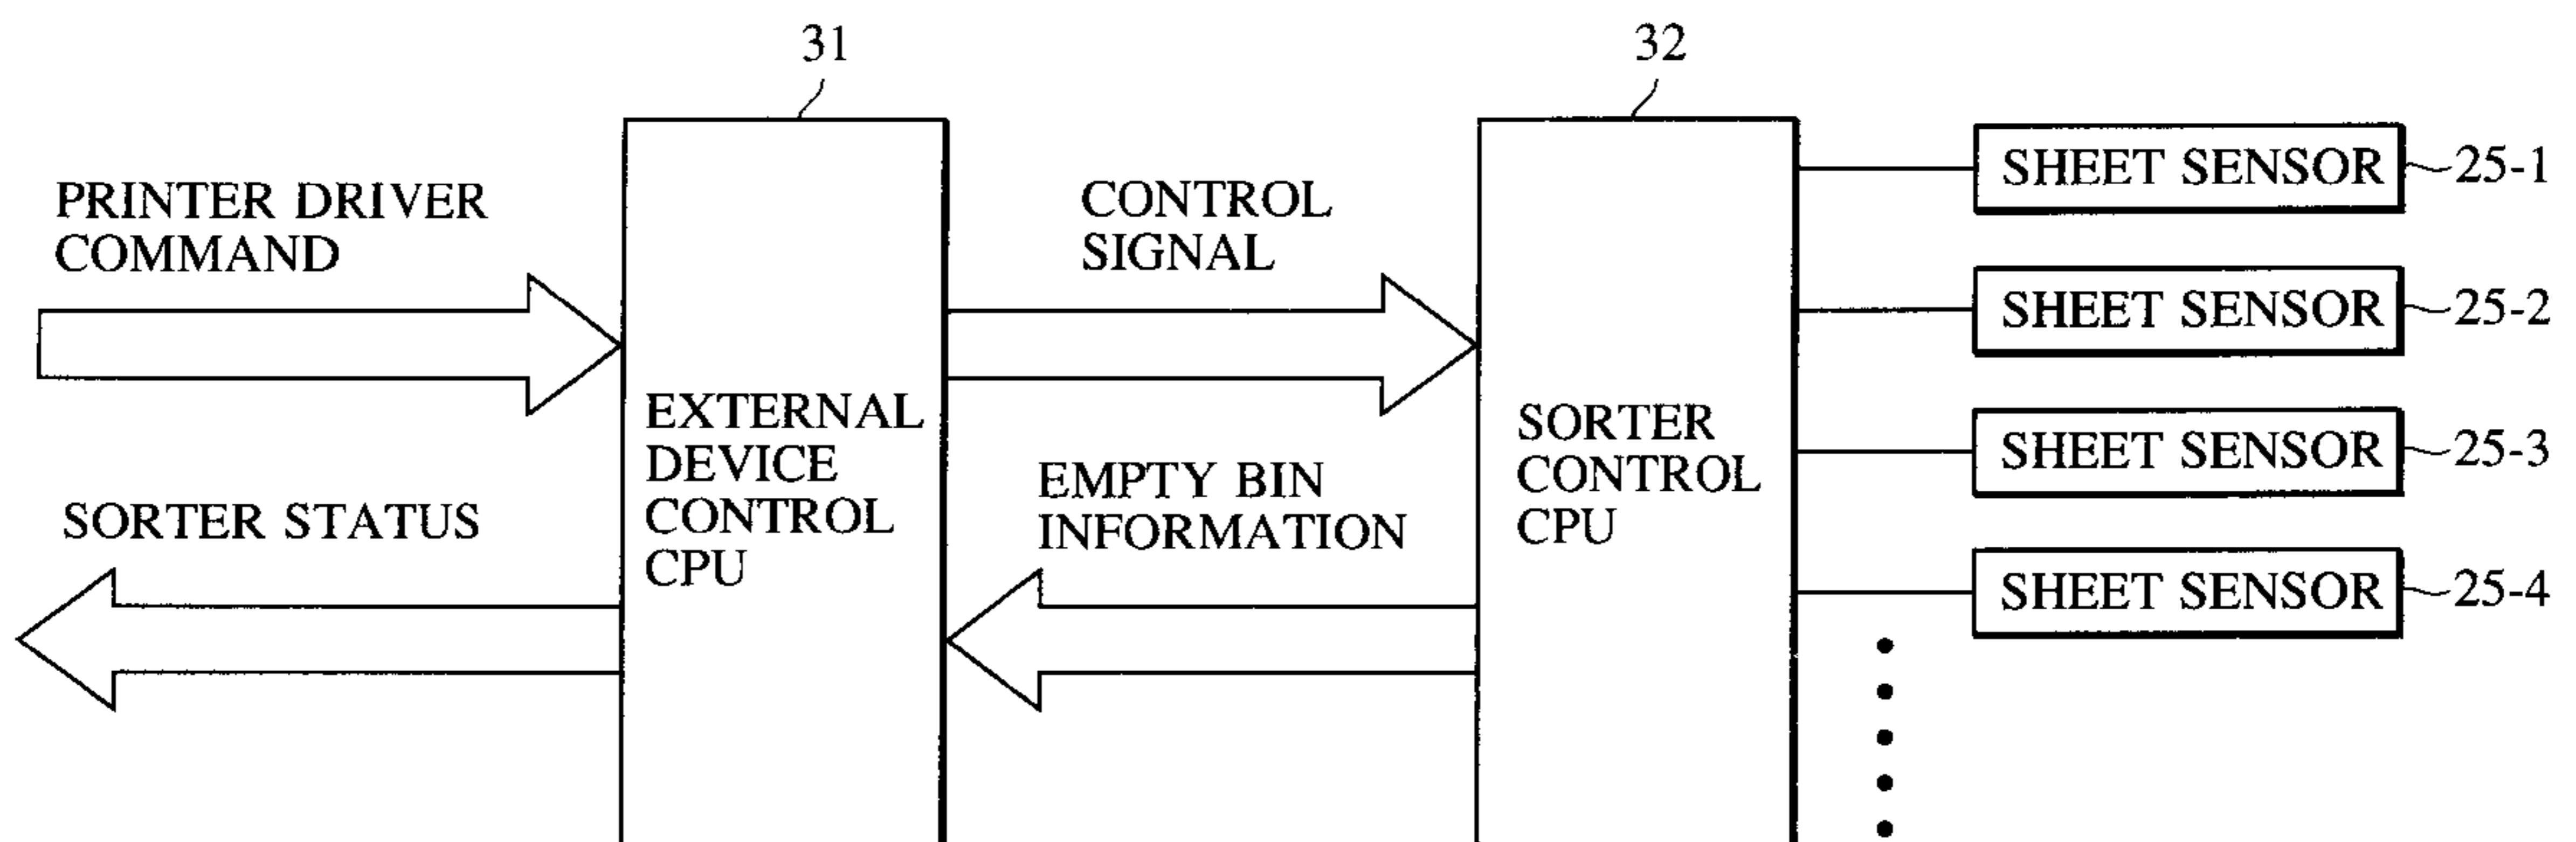 31
32
PRINTER DRIVER
COMMAND
CONTROL
SIGNAL
SHEET SENSOR 25-1
SHEET SENSOR 25-2
SHEET SENSOR 25-3
SHEET SENSOR 25-4
EXTERNAL
DEVICE
CONTROL
CPU
SORTER
CONTROL
CPU
SORTER STATUS
EMPTY BIN
INFORMATION